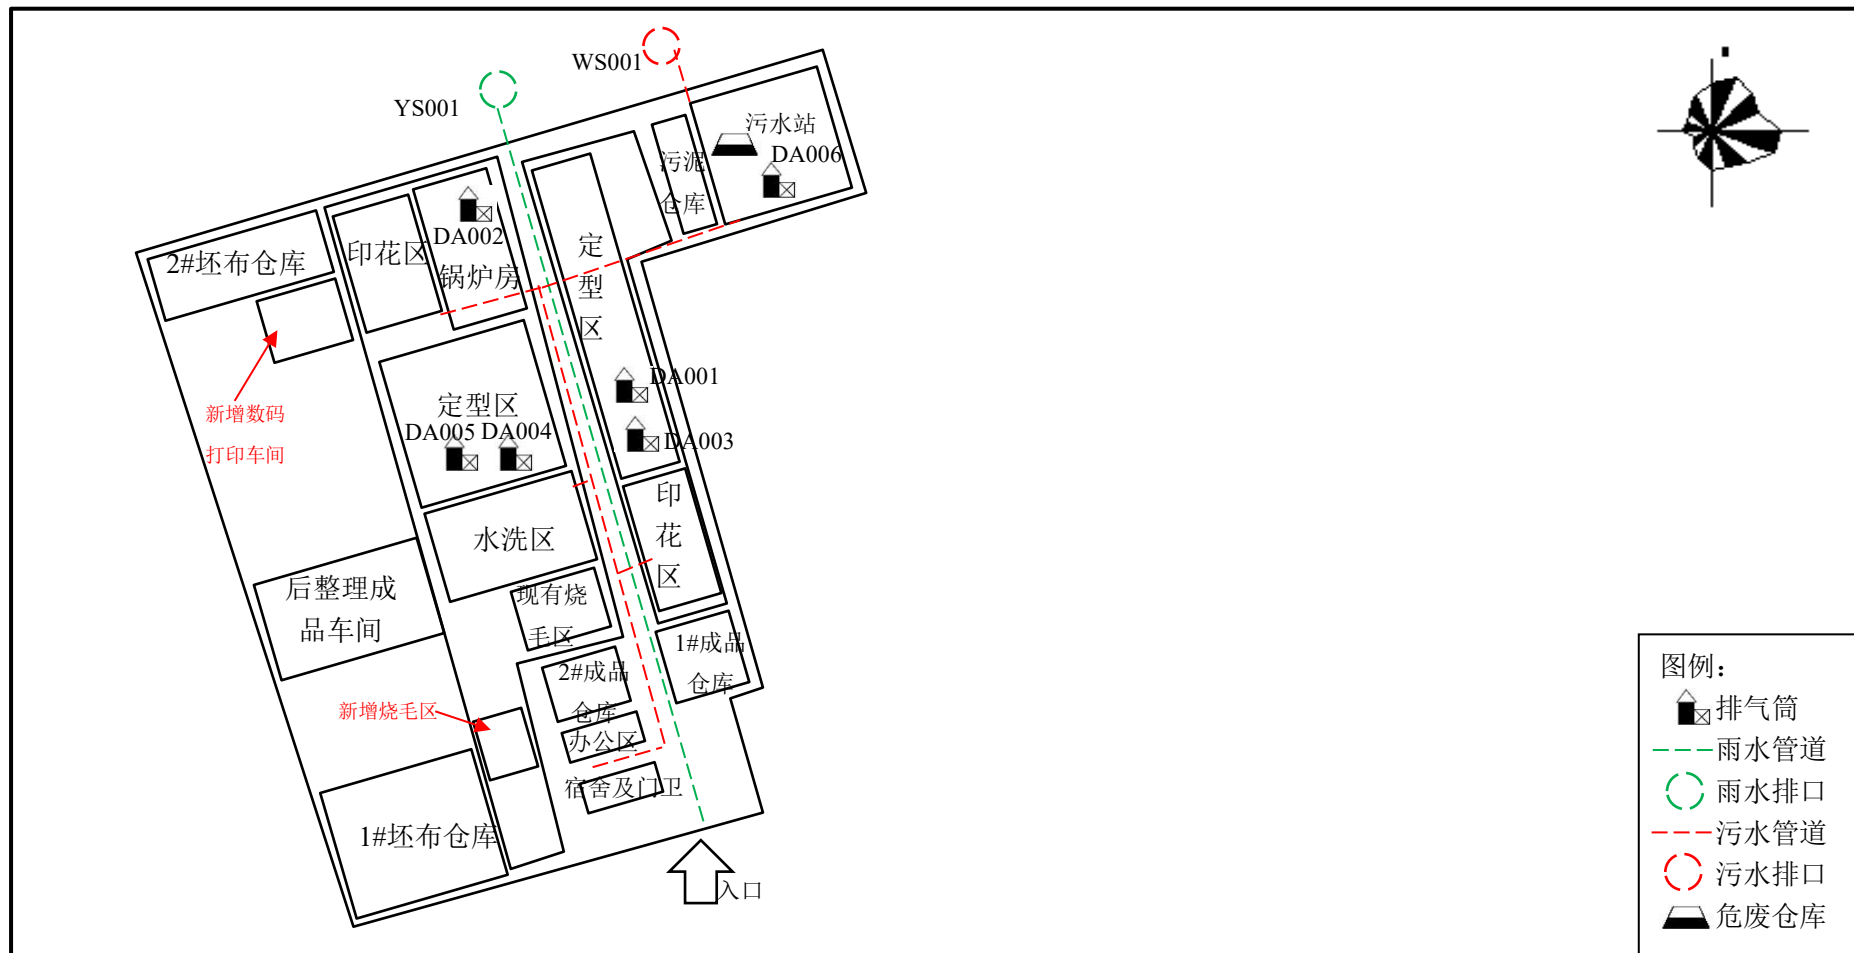 WS001
YS001
污水站
DA006
污泥
仓库
DA002
锅炉房
印花区
2#坯布仓库
定
型
区
DA001
DA003
新增数码
打印车间
定型区
DA005
DA004
印
花
区
水洗区
现有烧
毛区
后整理成
品车间
1#成品
仓库
2#成品
仓库
新增烧毛区
办公区
宿舍及门卫
1#坯布仓库
入口
图例：
排气筒
雨水管道
雨水排口
污水管道
污水排口
危废仓库